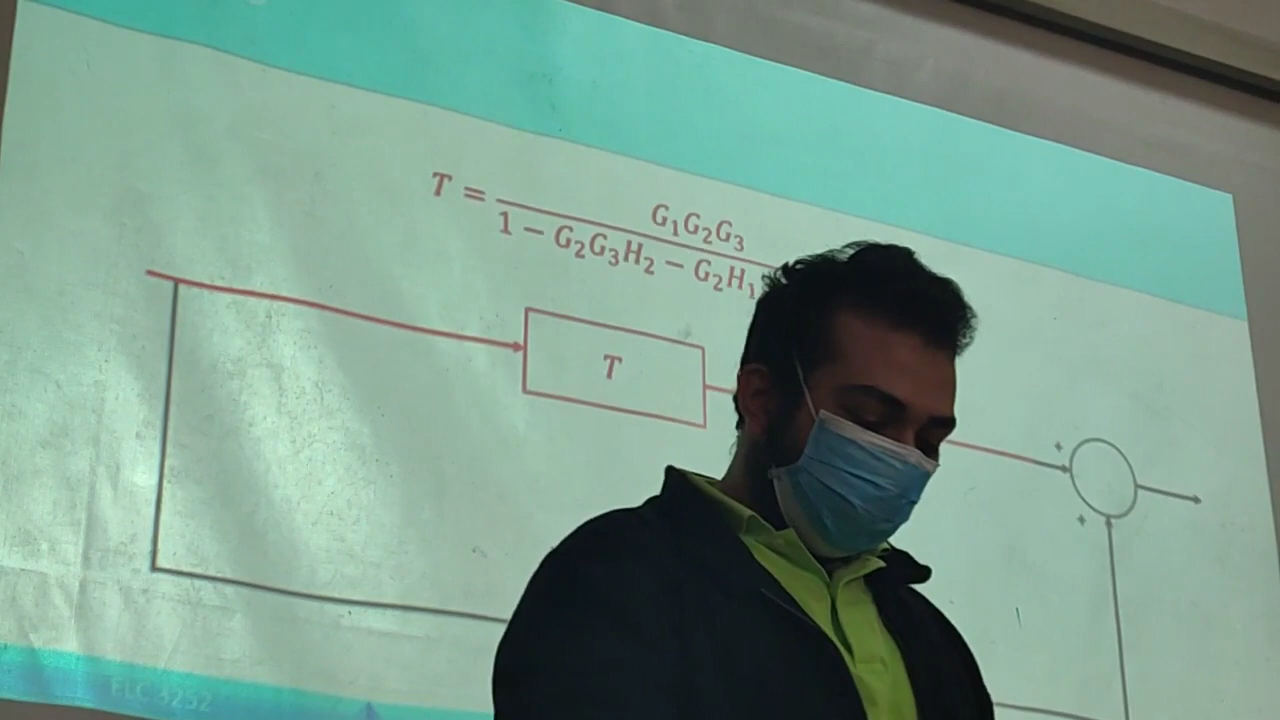 T = G₁G₂G₃
1 − G₂G₃H₂ − G₂H₁
T
+
+
ELC 3252